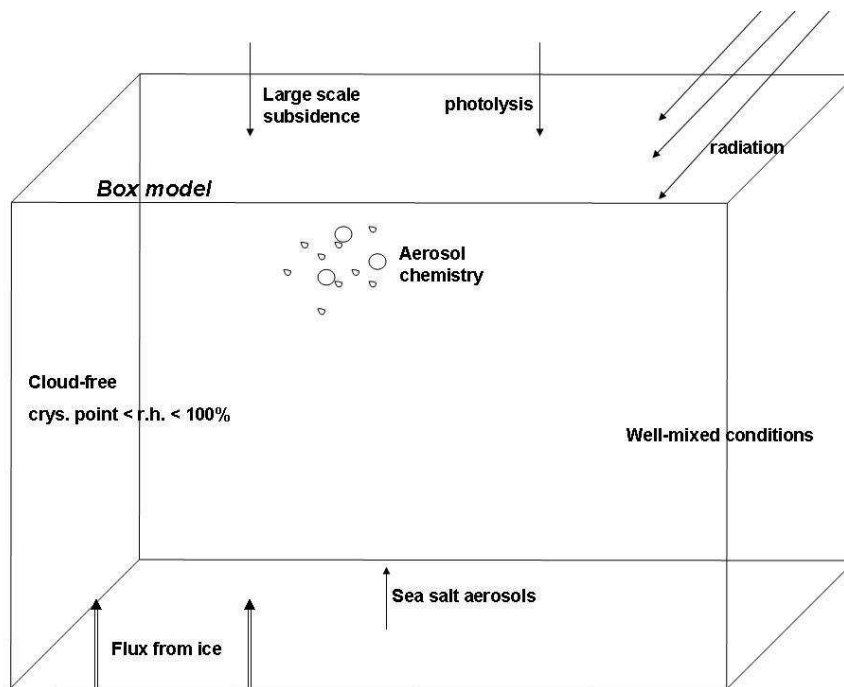 Large scale
subsidence
photolysis
radiation
Box model
Aerosol
chemistry
Cloud-free
crys. point < r.h. < 100%
Well-mixed conditions
Sea salt aerosols
Flux from ice